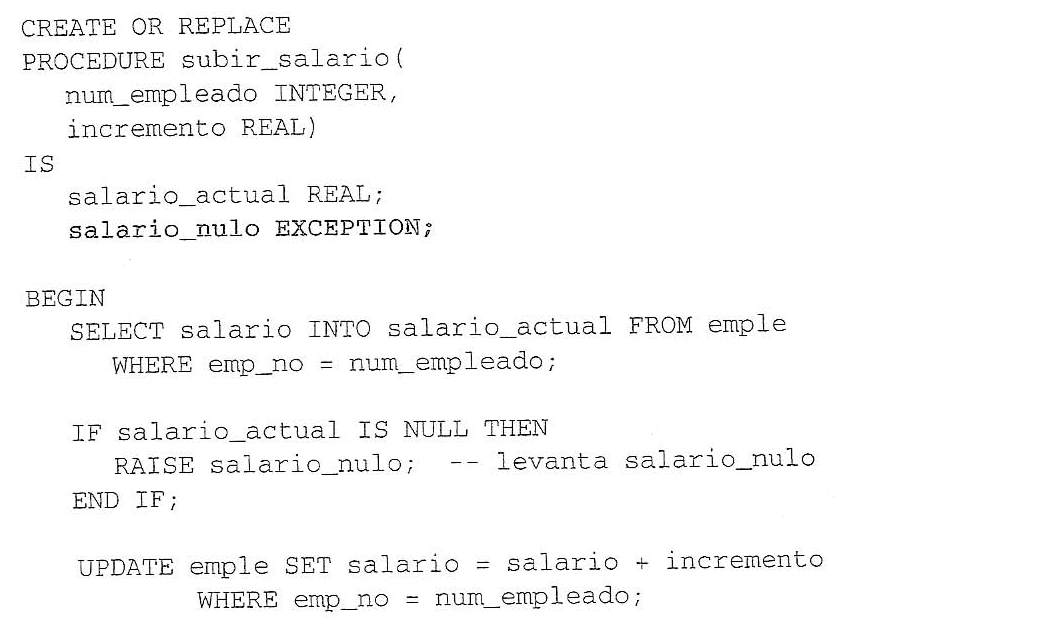 CREATE OR REPLACE
PROCEDURE subir_salario(
num_empleado INTEGER,
incremento REAL)
IS
salario_actual REAL;
salario_nulo EXCEPTION;
BEGIN
SELECT salario INTO salario_actual FROM emple
WHERE emp_no = num_empleado;
IF salario_actual IS NULL THEN
RAISE salario_nulo; -- levanta salario_nulo
END IF;
UPDATE emple SET salario = salario + incremento
WHERE emp_no = num_empleado;